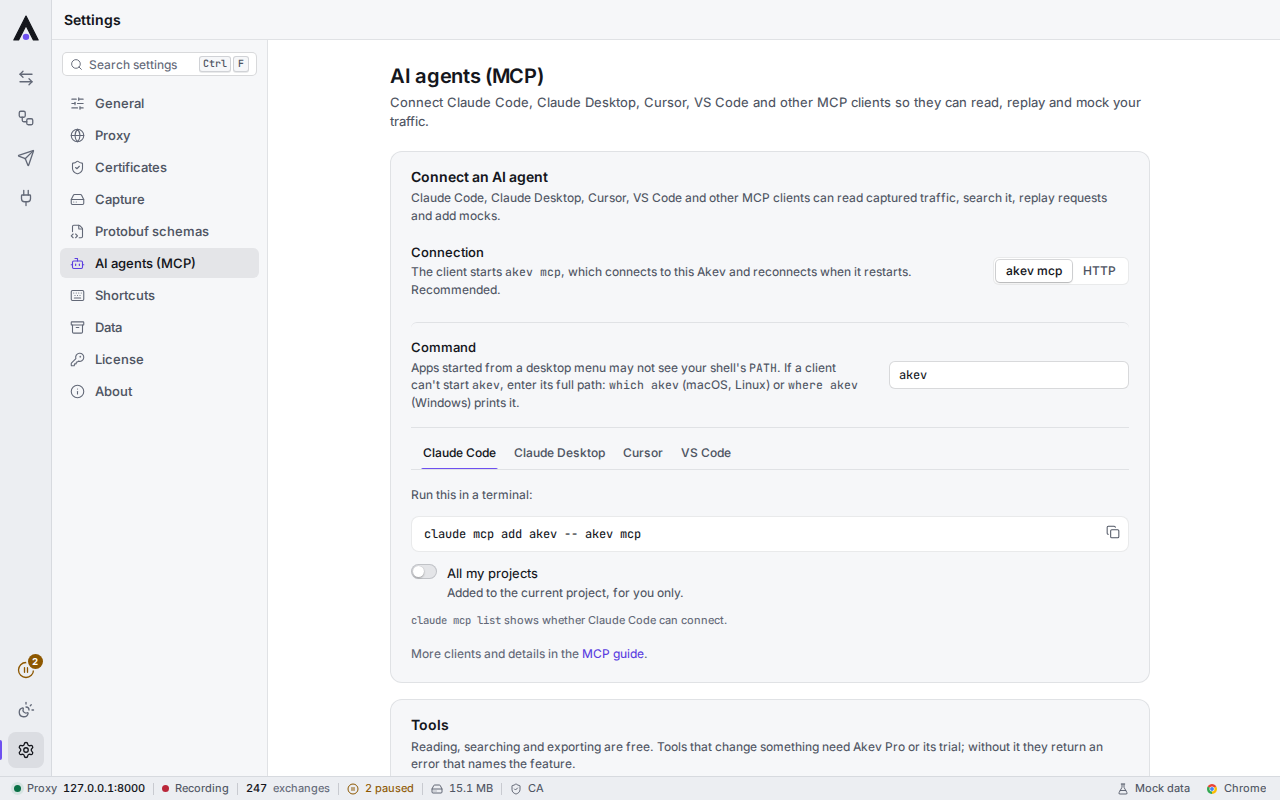 Settings
Search settings Ctrl F
General
Proxy
Certificates
Capture
Protobuf schemas
AI agents (MCP)
Shortcuts
Data
License
About
AI agents (MCP)
Connect Claude Code, Claude Desktop, Cursor, VS Code and other MCP clients so they can read, replay and mock your
traffic.
Connect an AI agent
Claude Code, Claude Desktop, Cursor, VS Code and other MCP clients can read captured traffic, search it, replay requests
and add mocks.
Connection
The client starts akev mcp, which connects to this Akev and reconnects when it restarts.
Recommended.
akev mcp HTTP
Command
Apps started from a desktop menu may not see your shell's PATH. If a client
can't start akev, enter its full path: which akev (macOS, Linux) or where akev
(Windows) prints it.
akev
Claude Code Claude Desktop Cursor VS Code
Run this in a terminal:
claude mcp add akev -- akev mcp
All my projects
Added to the current project, for you only.
claude mcp list shows whether Claude Code can connect.
More clients and details in the MCP guide.
Tools
Reading, searching and exporting are free. Tools that change something need Akev Pro or its trial; without it they return an
error that names the feature.
2
Proxy 127.0.0.1:8000 Recording 247 exchanges 2 paused 15.1 MB CA Mock data Chrome